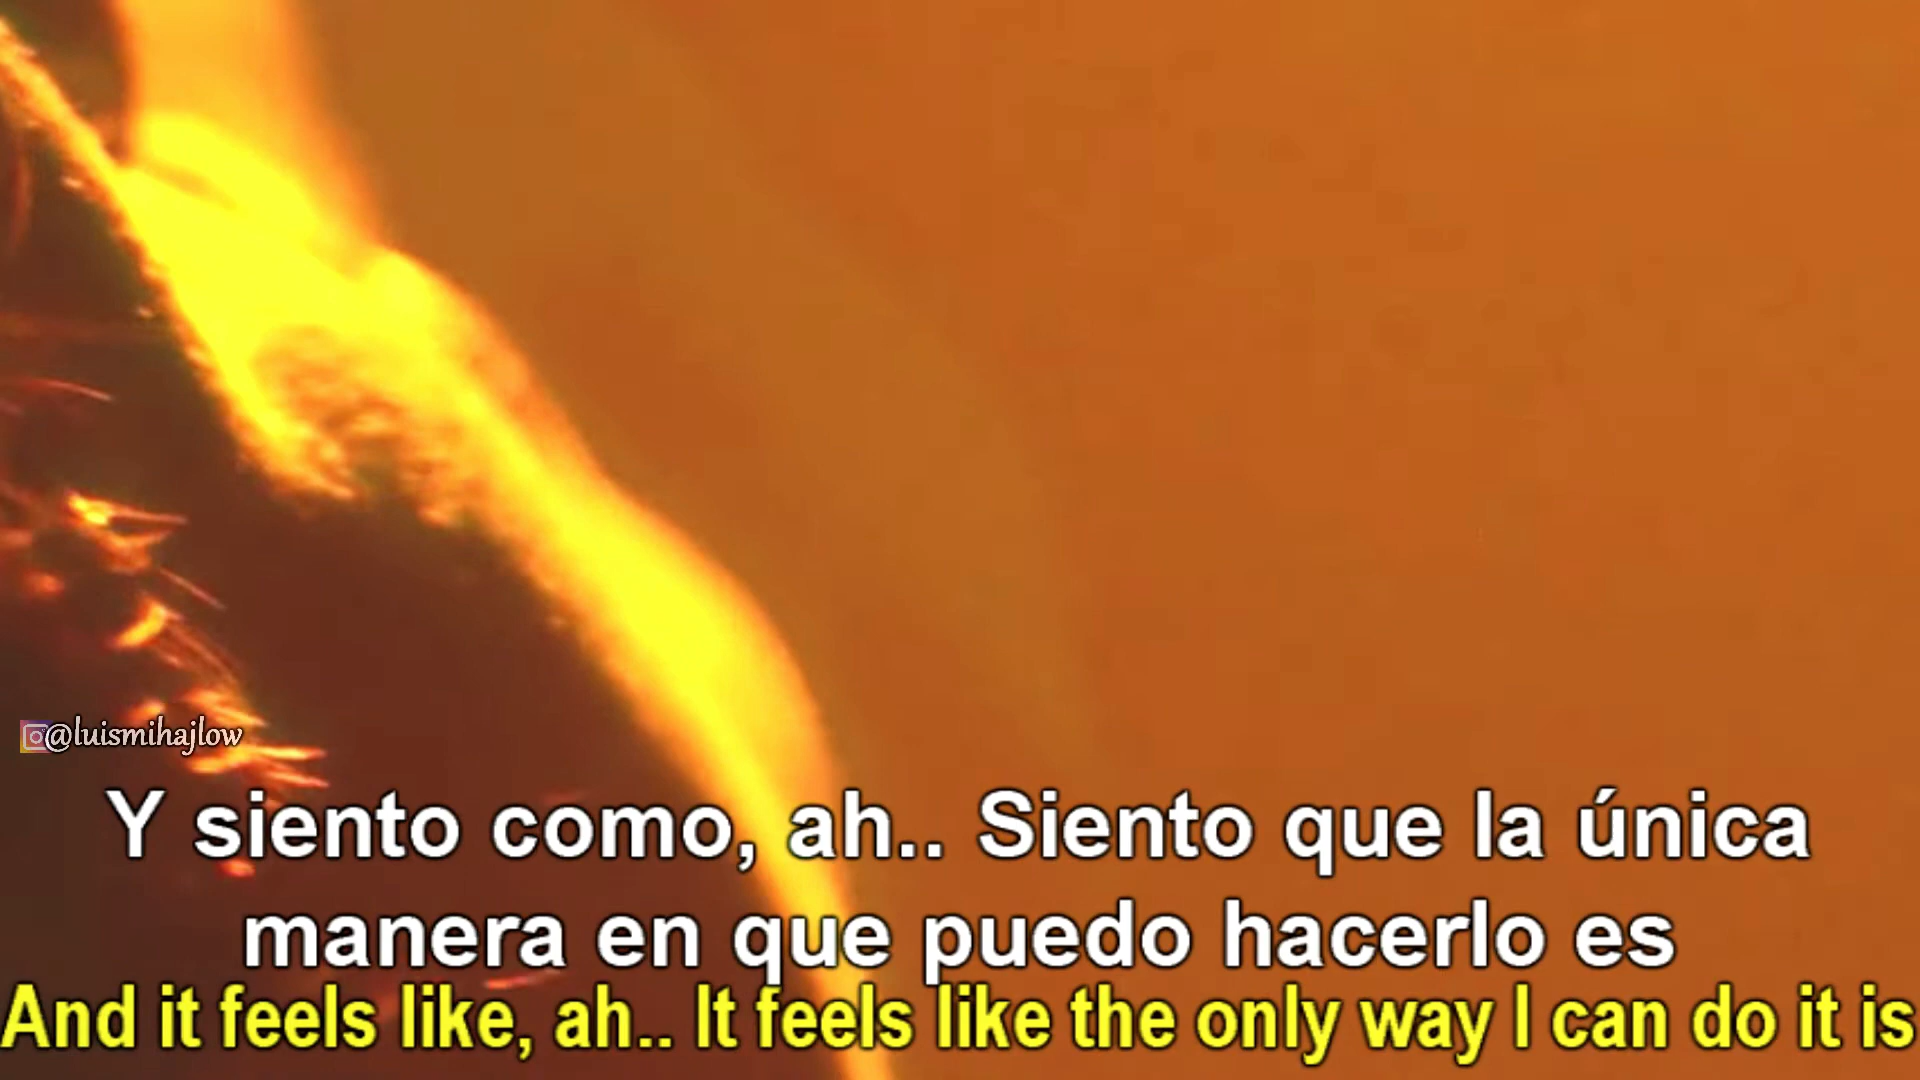 @luismihajlow
Y siento como, ah.. Siento que la única
manera en que puedo hacerlo es
And it feels like, ah.. It feels like the only way I can do it is